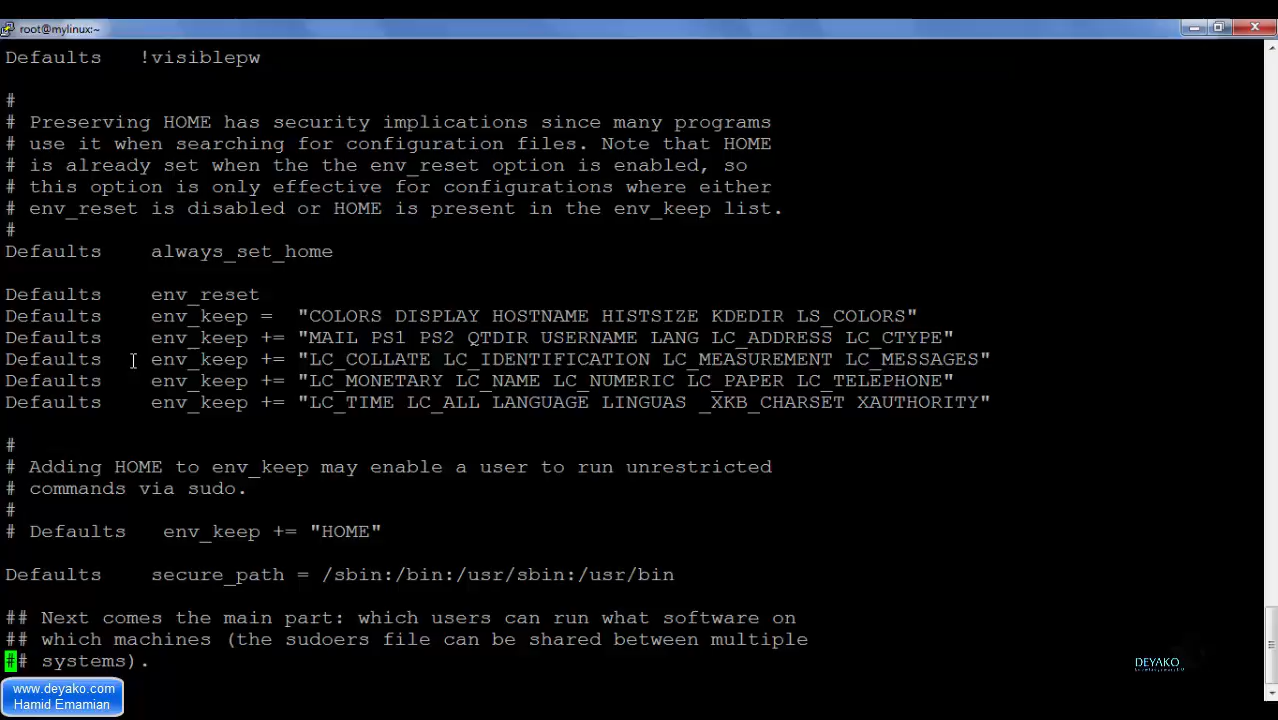 root@mylinux:~
Defaults   !visiblepw
#
# Preserving HOME has security implications since many programs
# use it when searching for configuration files. Note that HOME
# is already set when the the env_reset option is enabled, so
# this option is only effective for configurations where either
# env_reset is disabled or HOME is present in the env_keep list.
#
Defaults    always_set_home
Defaults    env_reset
Defaults    env_keep =  "COLORS DISPLAY HOSTNAME HISTSIZE KDEDIR LS_COLORS"
Defaults    env_keep += "MAIL PS1 PS2 QTDIR USERNAME LANG LC_ADDRESS LC_CTYPE"
Defaults    env_keep += "LC_COLLATE LC_IDENTIFICATION LC_MEASUREMENT LC_MESSAGES"
Defaults    env_keep += "LC_MONETARY LC_NAME LC_NUMERIC LC_PAPER LC_TELEPHONE"
Defaults    env_keep += "LC_TIME LC_ALL LANGUAGE LINGUAS _XKB_CHARSET XAUTHORITY"
#
# Adding HOME to env_keep may enable a user to run unrestricted
# commands via sudo.
#
# Defaults   env_keep += "HOME"
Defaults    secure_path = /sbin:/bin:/usr/sbin:/usr/bin
## Next comes the main part: which users can run what software on
## which machines (the sudoers file can be shared between multiple
## systems).
DEYAKO
www.deyako.com
Hamid Emamian